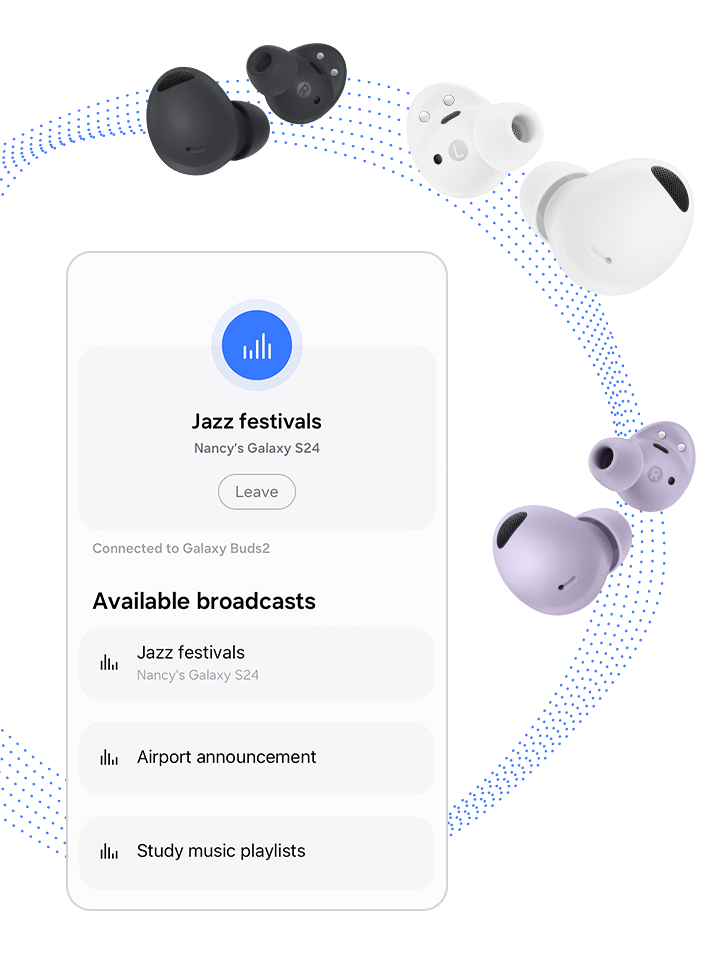 R
L
Jazz festivals
Nancy's Galaxy S24
Leave
R
Connected to Galaxy Buds2
Available broadcasts
Jazz festivals
Nancy's Galaxy S24
Airport announcement
Study music playlists